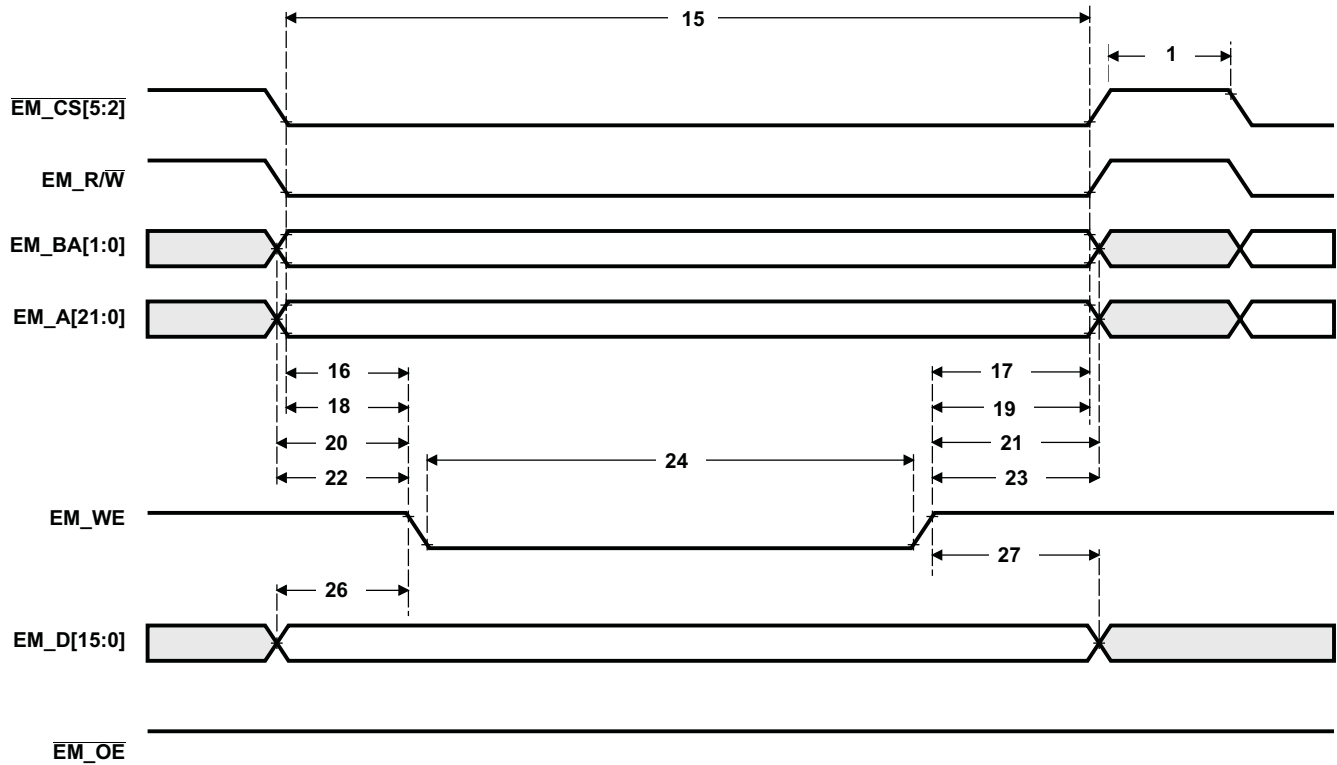 15
1
EM_CS[5:2]
EM_R/W
EM_BA[1:0]
EM_A[21:0]
16
17
18
19
20
21
22
24
23
EM_WE
27
26
EM_D[15:0]
EM_OE